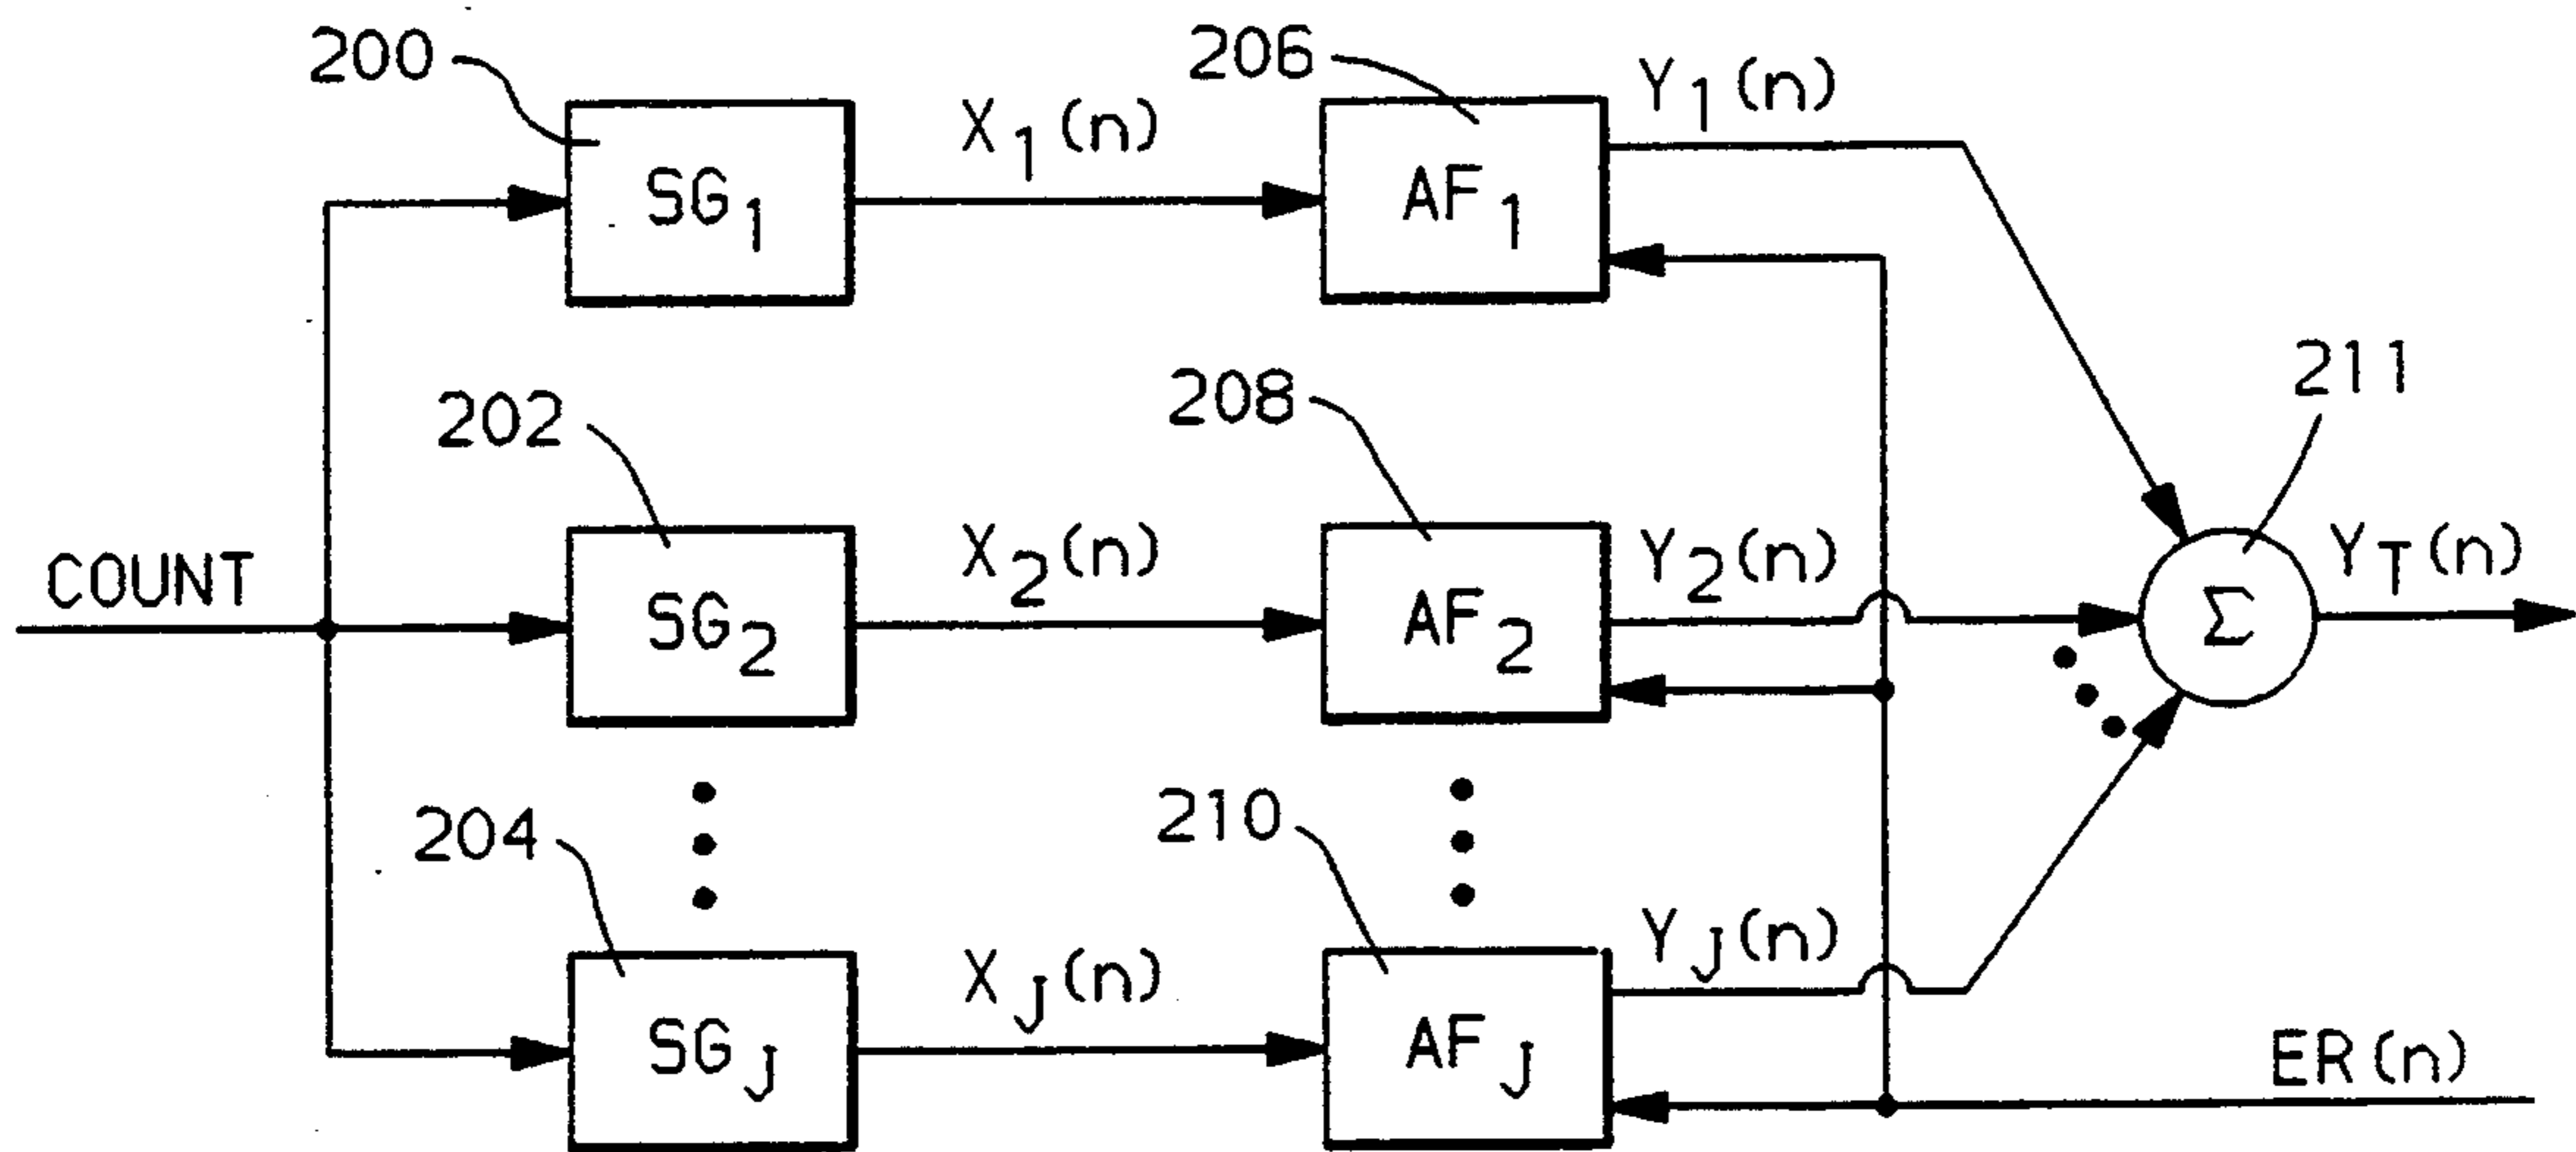 200
206
Y1(n)
X1(n)
SG1
AF1
211
202
208
COUNT
X2(n)
Y2(n)
YT(n)
SG2
AF2
Σ
204
210
XJ(n)
YJ(n)
SGJ
AFJ
ER(n)